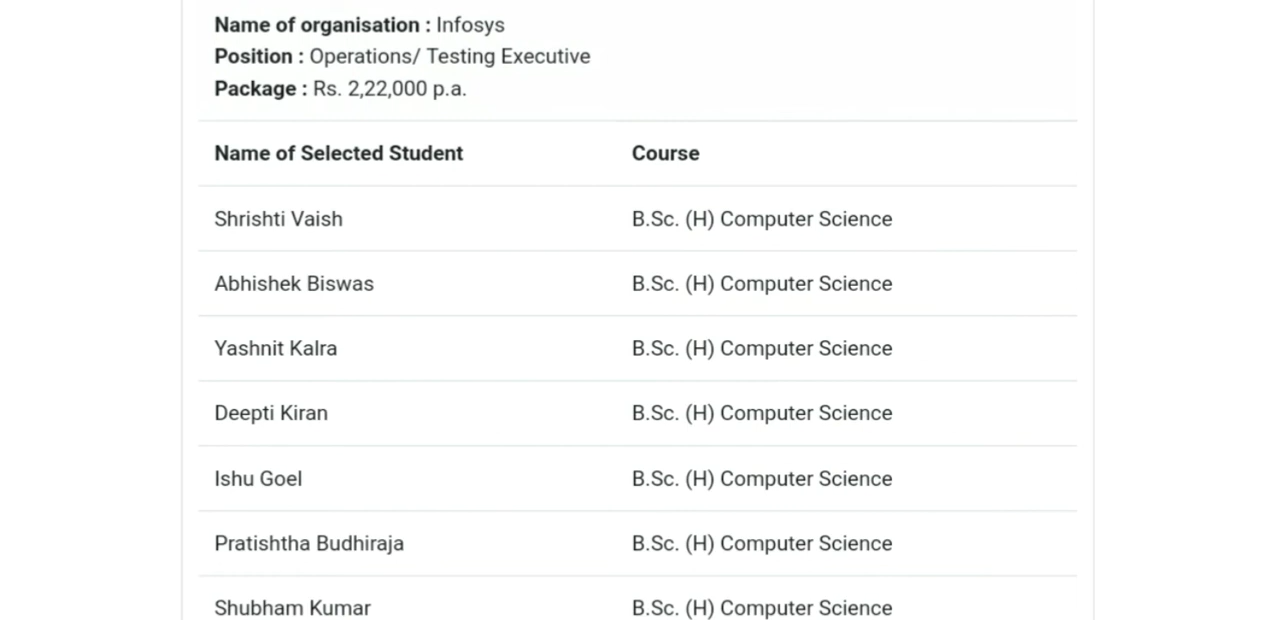 Name of organisation : Infosys
Position : Operations/ Testing Executive
Package : Rs. 2,22,000 p.a.
Name of Selected Student Course
Shrishti Vaish B.Sc. (H) Computer Science
Abhishek Biswas B.Sc. (H) Computer Science
Yashnit Kalra B.Sc. (H) Computer Science
Deepti Kiran B.Sc. (H) Computer Science
Ishu Goel B.Sc. (H) Computer Science
Pratishtha Budhiraja B.Sc. (H) Computer Science
Shubham Kumar B.Sc. (H) Computer Science